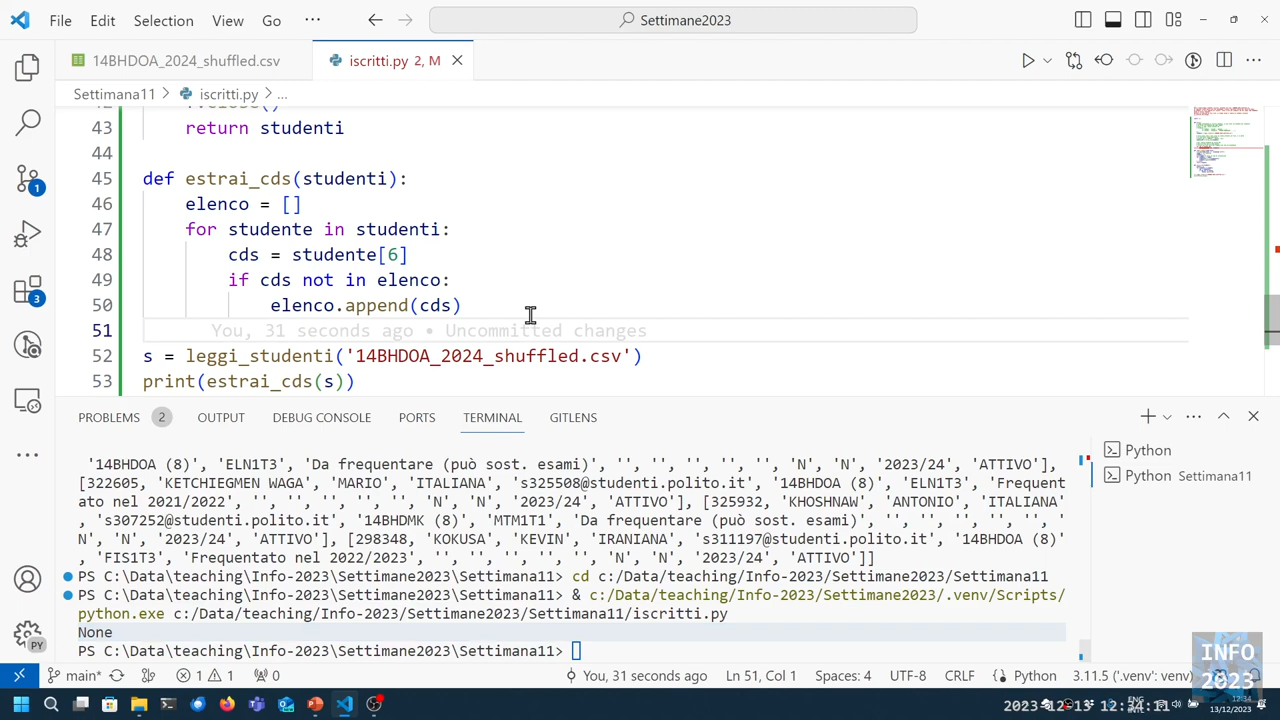 File Edit Selection View Go ··· Settimane2023
14BHDOA_2024_shuffled.csv iscritti.py 2, M
Settimana11 > iscritti.py > ...
43 return studenti
44
45 def estrai_cds(studenti):
46 elenco = []
47 for studente in studenti:
48 cds = studente[6]
49 if cds not in elenco:
50 elenco.append(cds)
51 You, 31 seconds ago • Uncommitted changes
52 s = leggi_studenti('14BHDOA_2024_shuffled.csv')
53 print(estrai_cds(s))
PROBLEMS 2 OUTPUT DEBUG CONSOLE PORTS TERMINAL GITLENS
'14BHDOA (8)', 'ELN1T3', 'Da frequentare (può sost. esami)', '', '', '', '', '', 'N', 'N', '2023/24', 'ATTIVO'],
[322605, 'KETCHIEGMEN WAGA', 'MARIO', 'ITALIANA', 's325508@studenti.polito.it', '14BHDOA (8)', 'ELN1T3', 'Frequent
ato nel 2021/2022', '', '', '', '', '', 'N', 'N', '2023/24', 'ATTIVO'], [325932, 'KHOSHNAW', 'ANTONIO', 'ITALIANA'
, 's307252@studenti.polito.it', '14BHDMK (8)', 'MTM1T1', 'Da frequentare (può sost. esami)', '', '', '', '', '', '
N', 'N', '2023/24', 'ATTIVO'], [298348, 'KOKUSA', 'KEVIN', 'IRANIANA', 's311197@studenti.polito.it', '14BHDOA (8)'
, 'FIS1T3', 'Frequentato nel 2022/2023', '', '', '', '', '', 'N', 'N', '2023/24', 'ATTIVO']]
PS C:\Data\teaching\Info-2023\Settimane2023\Settimana11> cd c:/Data/teaching/Info-2023/Settimane2023/Settimana11
PS C:\Data\teaching\Info-2023\Settimane2023\Settimana11> & c:/Data/teaching/Info-2023/Settimane2023/.venv/Scripts/
python.exe c:/Data/teaching/Info-2023/Settimane2023/Settimana11/iscritti.py
None
PS C:\Data\teaching\Info-2023\Settimane2023\Settimana11>
Python
Python Settimana11
1
3
PY
main* 1 1 0 You, 31 seconds ago Ln 51, Col 1 Spaces: 4 UTF-8 CRLF Python 3.11.5 ('.venv': venv)
INFO
2023
ENG
12:34
13/12/2023